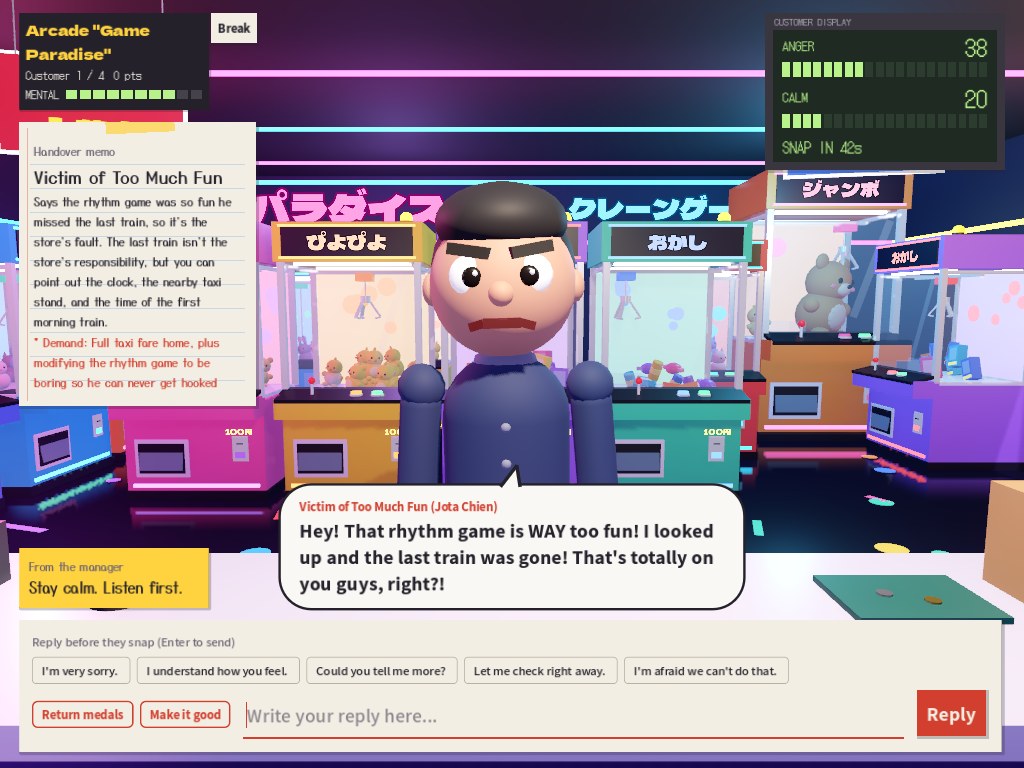 Arcade "Game
Paradise"
Customer 1 / 4 0 pts
MENTAL
Break
CUSTOMER DISPLAY
ANGER
38
CALM
20
SNAP IN 42s
Handover memo
Victim of Too Much Fun
Says the rhythm game was so fun he
missed the last train, so it's the
store's fault. The last train isn't the
store's responsibility, but you can
point out the clock, the nearby taxi
stand, and the time of the first
morning train.
* Demand: Full taxi fare home, plus
modifying the rhythm game to be
boring so he can never get hooked
パラダイス
クレーンゲー
ジャンボ
ぴよぴよ
おかし
おかし
100円
100円
Victim of Too Much Fun (Jota Chien)
Hey! That rhythm game is WAY too fun! I looked
up and the last train was gone! That's totally on
you guys, right?!
From the manager
Stay calm. Listen first.
Reply before they snap (Enter to send)
I'm very sorry.
I understand how you feel.
Could you tell me more?
Let me check right away.
I'm afraid we can't do that.
Return medals
Make it good
Write your reply here...
Reply